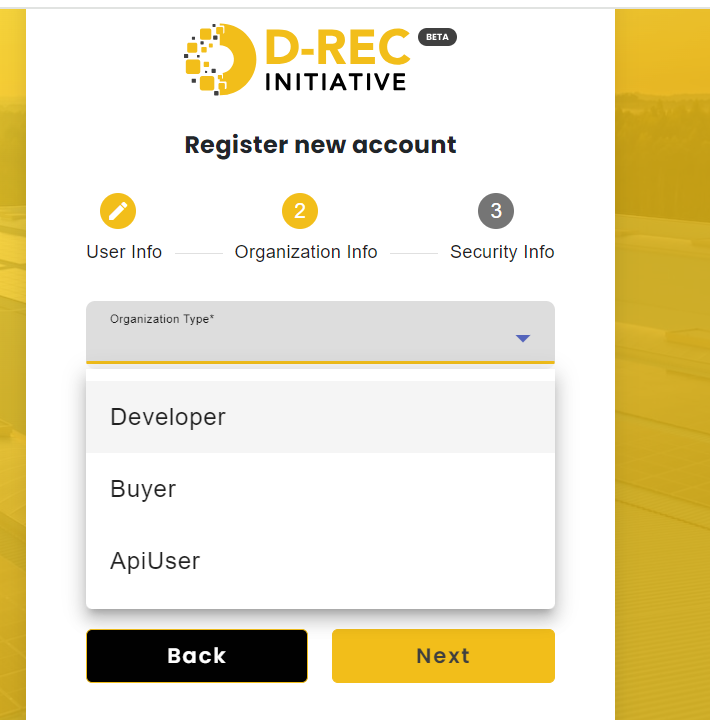 D-REC BETA
INITIATIVE
Register new account
2 3
User Info Organization Info Security Info
Organization Type*
Developer
Buyer
ApiUser
Back Next